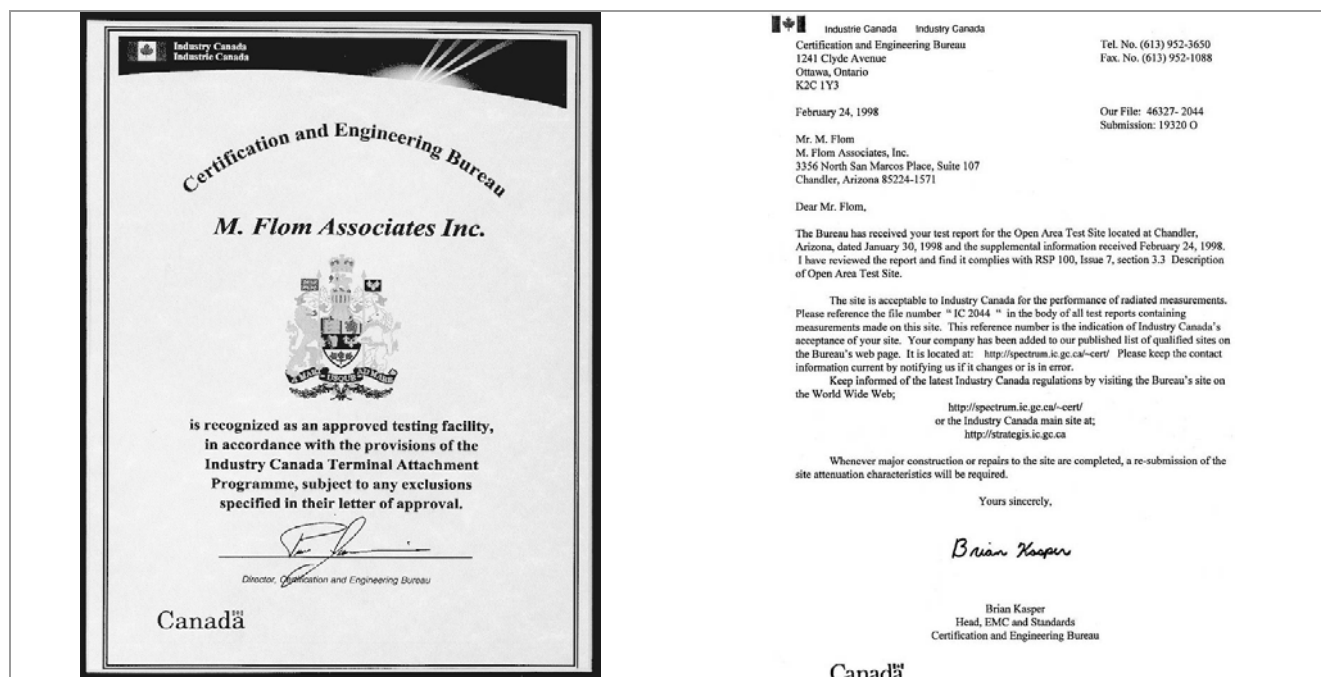 Industry Canada
Industrie Canada
Certification and Engineering Bureau
M. Flom Associates Inc.
A MARI USQUE AD MARE
is recognized as an approved testing facility,
in accordance with the provisions of the
Industry Canada Terminal Attachment
Programme, subject to any exclusions
specified in their letter of approval.
Director, Certification and Engineering Bureau
Canada
Industrie Canada Industry Canada
Certification and Engineering Bureau
1241 Clyde Avenue
Ottawa, Ontario
K2C 1Y3
Tel. No. (613) 952-3650
Fax. No. (613) 952-1088
February 24, 1998
Our File: 46327- 2044
Submission: 19320 O
Mr. M. Flom
M. Flom Associates, Inc.
3356 North San Marcos Place, Suite 107
Chandler, Arizona 85224-1571
Dear Mr. Flom,
The Bureau has received your test report for the Open Area Test Site located at Chandler,
Arizona, dated January 30, 1998 and the supplemental information received February 24, 1998.
I have reviewed the report and find it complies with RSP 100, Issue 7, section 3.3 Description
of Open Area Test Site.
The site is acceptable to Industry Canada for the performance of radiated measurements.
Please reference the file number " IC 2044 " in the body of all test reports containing
measurements made on this site. This reference number is the indication of Industry Canada's
acceptance of your site. Your company has been added to our published list of qualified sites on
the Bureau's web page. It is located at: http://spectrum.ic.gc.ca/~cert/ Please keep the contact
information current by notifying us if it changes or is in error.
Keep informed of the latest Industry Canada regulations by visiting the Bureau's site on
the World Wide Web;
http://spectrum.ic.gc.ca/~cert/
or the Industry Canada main site at;
http://strategis.ic.gc.ca
Whenever major construction or repairs to the site are completed, a re-submission of the
site attenuation characteristics will be required.
Yours sincerely,
Brian Kasper
Brian Kasper
Head, EMC and Standards
Certification and Engineering Bureau
Canada